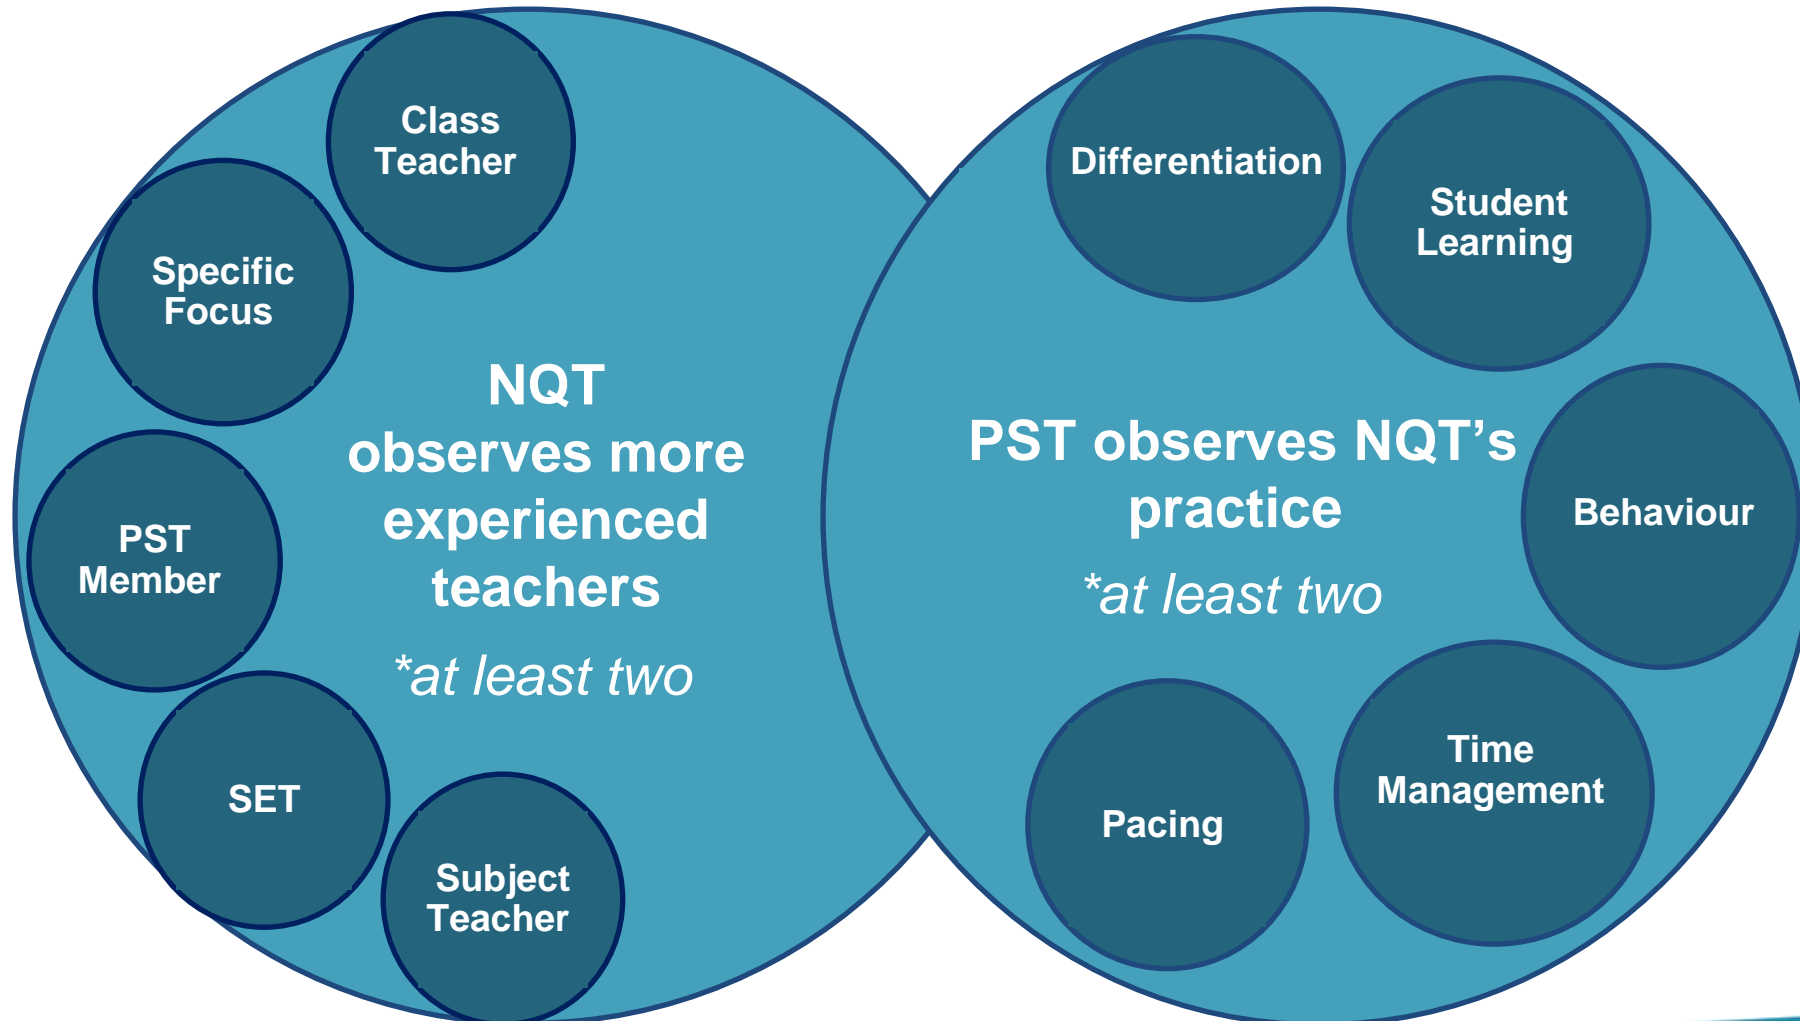 Class
Teacher
Specific
Focus
PST
Member
SET
Subject
Teacher
NQT
observes more
experienced
teachers
*at least two
Differentiation
Student
Learning
Behaviour
Time
Management
Pacing
PST observes NQT’s
practice
*at least two